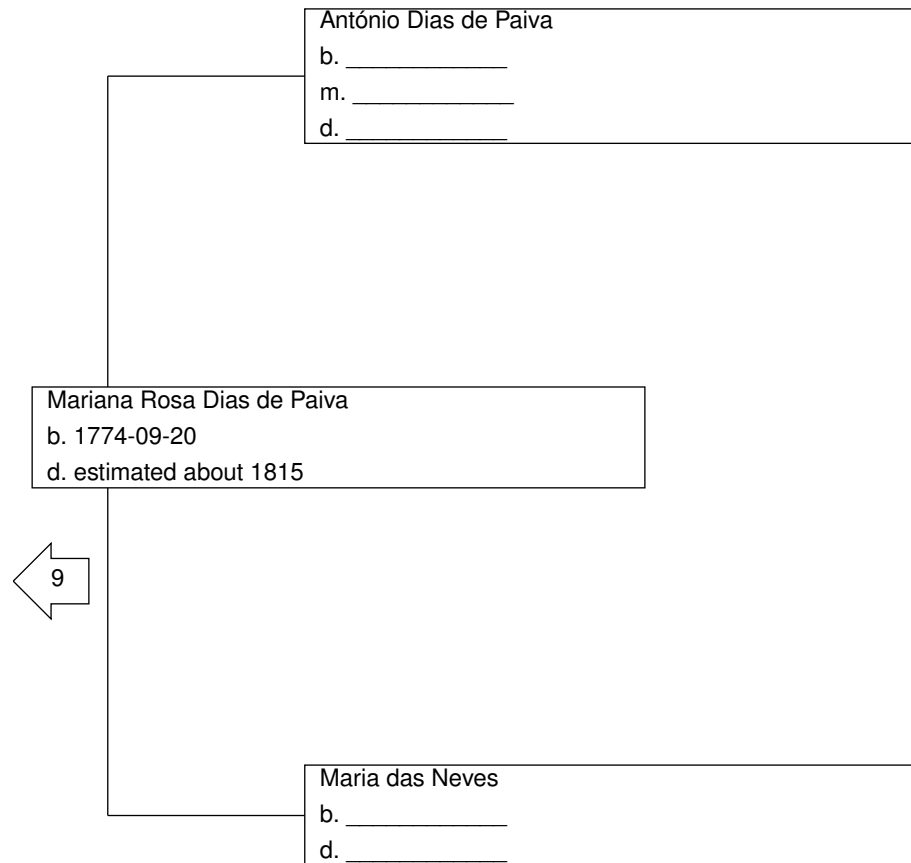 António Dias de Paiva
b. ____________
m. ____________
d. ____________
Mariana Rosa Dias de Paiva
b. 1774-09-20
d. estimated about 1815
9
Maria das Neves
b. ____________
d. ____________